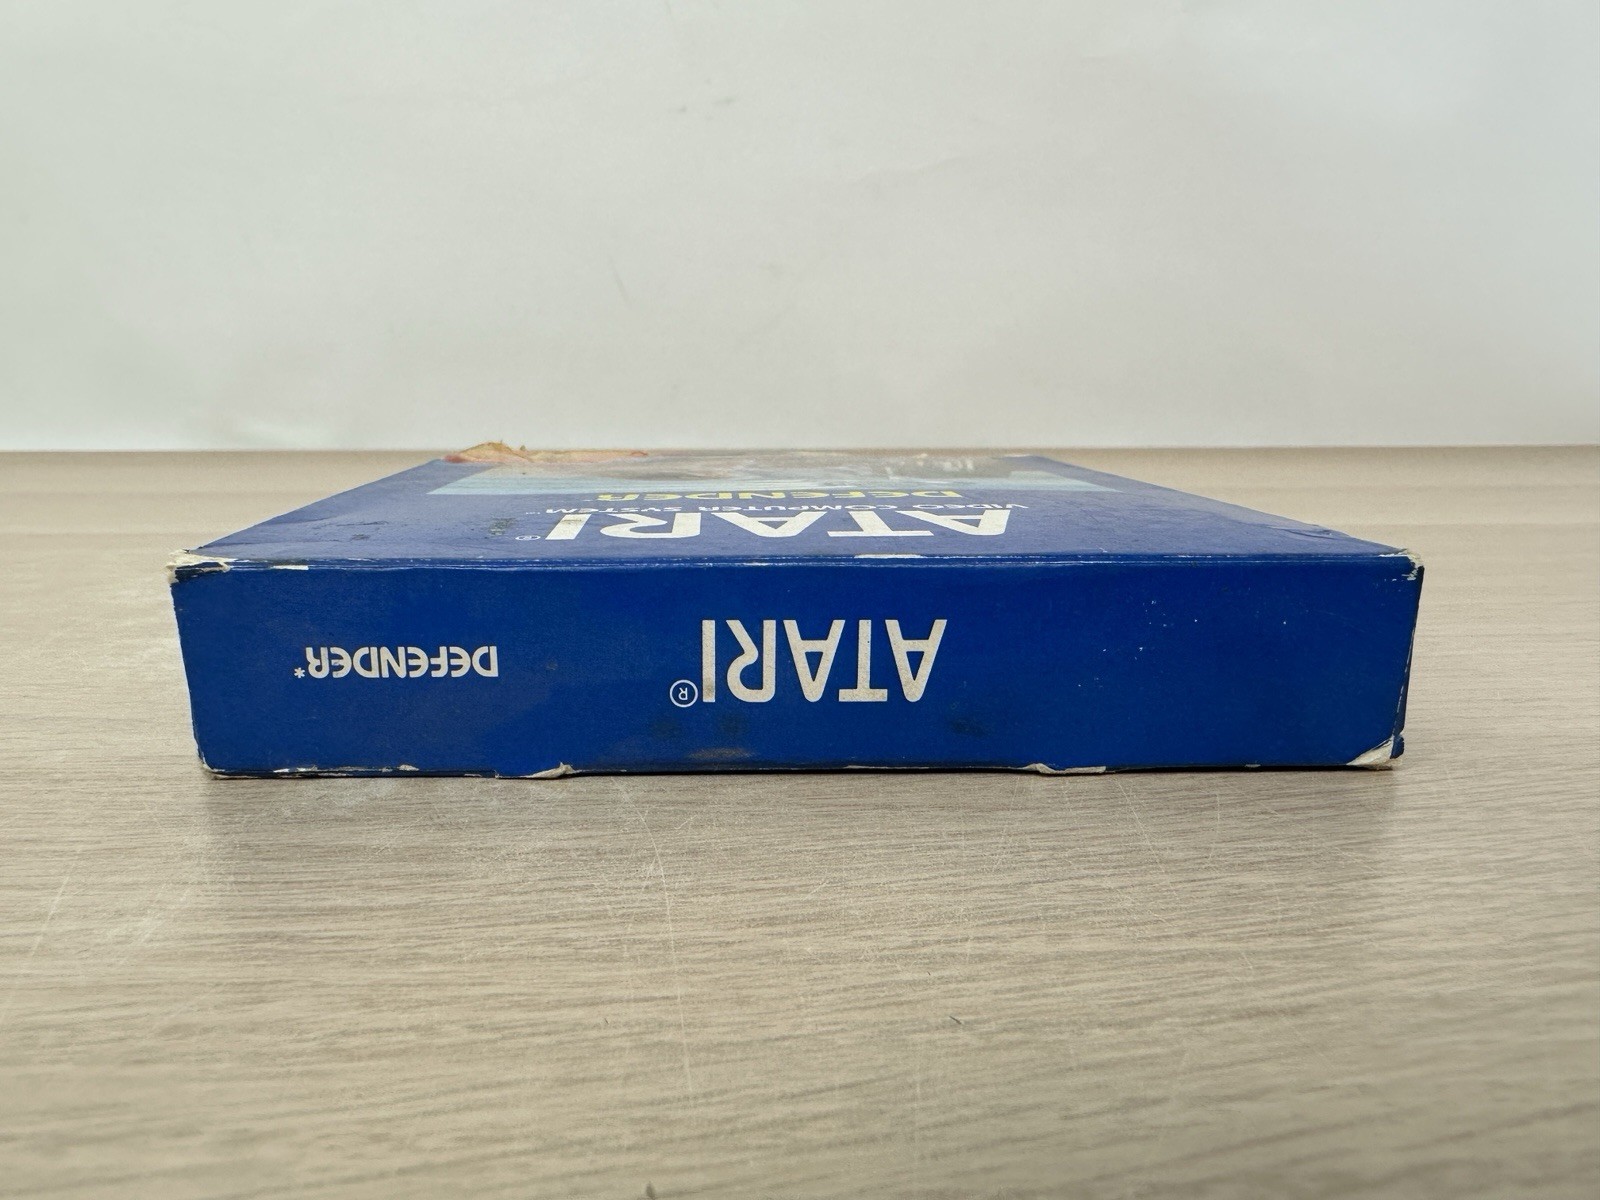 ATARI®
VIDEO COMPUTER SYSTEM™
DEFENDER*
ATARI®
DEFENDER*